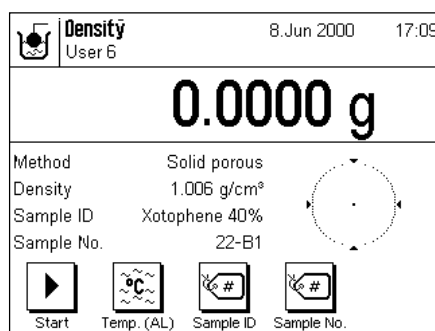 Density 8.Jun 2000 17:09
User 6
0.0000 g
Method Solid porous
Density 1.006 g/cm³
Sample ID Xotophene 40%
Sample No. 22-B1
°C # #
Start Temp. (AL) Sample ID Sample No.